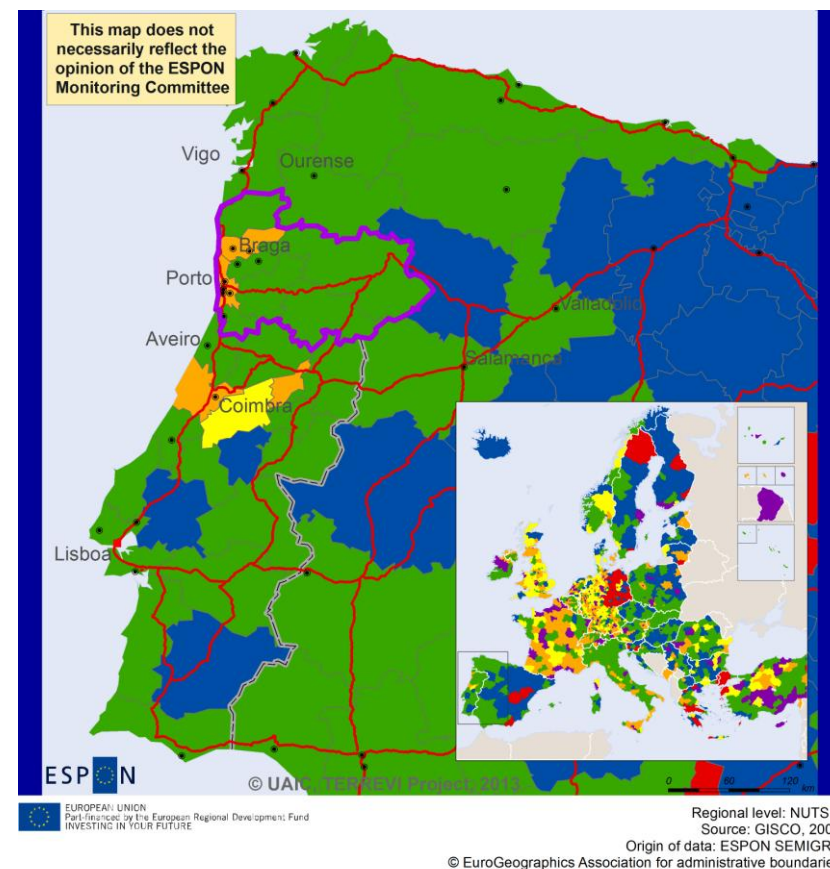 This map does not
necessarily reflect the
opinion of the ESPON
Monitoring Committee
Vigo
Ourense
Braga
Porto
Aveiro
Valladolid
Salamanca
Coimbra
Lisboa
ESPON
© UAIC, TERREVI Project, 2013
0 60 120
km
EUROPEAN UNION
Part-financed by the European Regional Development Fund
INVESTING IN YOUR FUTURE
Regional level: NUTS
Source: GISCO, 200
Origin of data: ESPON SEMIGR
© EuroGeographics Association for administrative boundarie